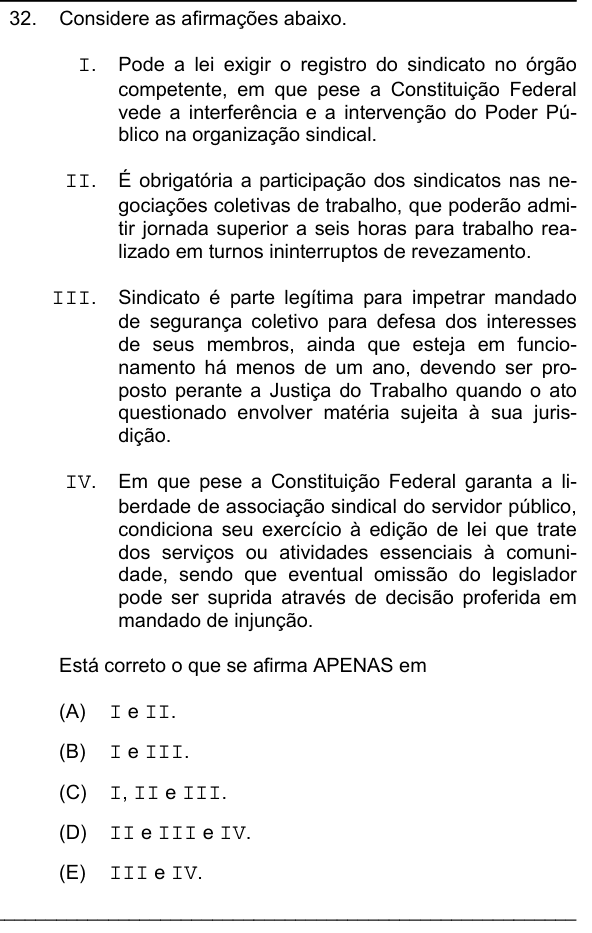 32. Considere as afirmações abaixo.
I. Pode a lei exigir o registro do sindicato no órgão
competente, em que pese a Constituição Federal
vede a interferência e a intervenção do Poder Pú-
blico na organização sindical.
II. É obrigatória a participação dos sindicatos nas ne-
gociações coletivas de trabalho, que poderão admi-
tir jornada superior a seis horas para trabalho rea-
lizado em turnos ininterruptos de revezamento.
III. Sindicato é parte legítima para impetrar mandado
de segurança coletivo para defesa dos interesses
de seus membros, ainda que esteja em funcio-
namento há menos de um ano, devendo ser pro-
posto perante a Justiça do Trabalho quando o ato
questionado envolver matéria sujeita à sua juris-
dição.
IV. Em que pese a Constituição Federal garanta a li-
berdade de associação sindical do servidor público,
condiciona seu exercício à edição de lei que trate
dos serviços ou atividades essenciais à comuni-
dade, sendo que eventual omissão do legislador
pode ser suprida através de decisão proferida em
mandado de injunção.
Está correto o que se afirma APENAS em
(A) I e II.
(B) I e III.
(C) I, II e III.
(D) II e III e IV.
(E) III e IV.